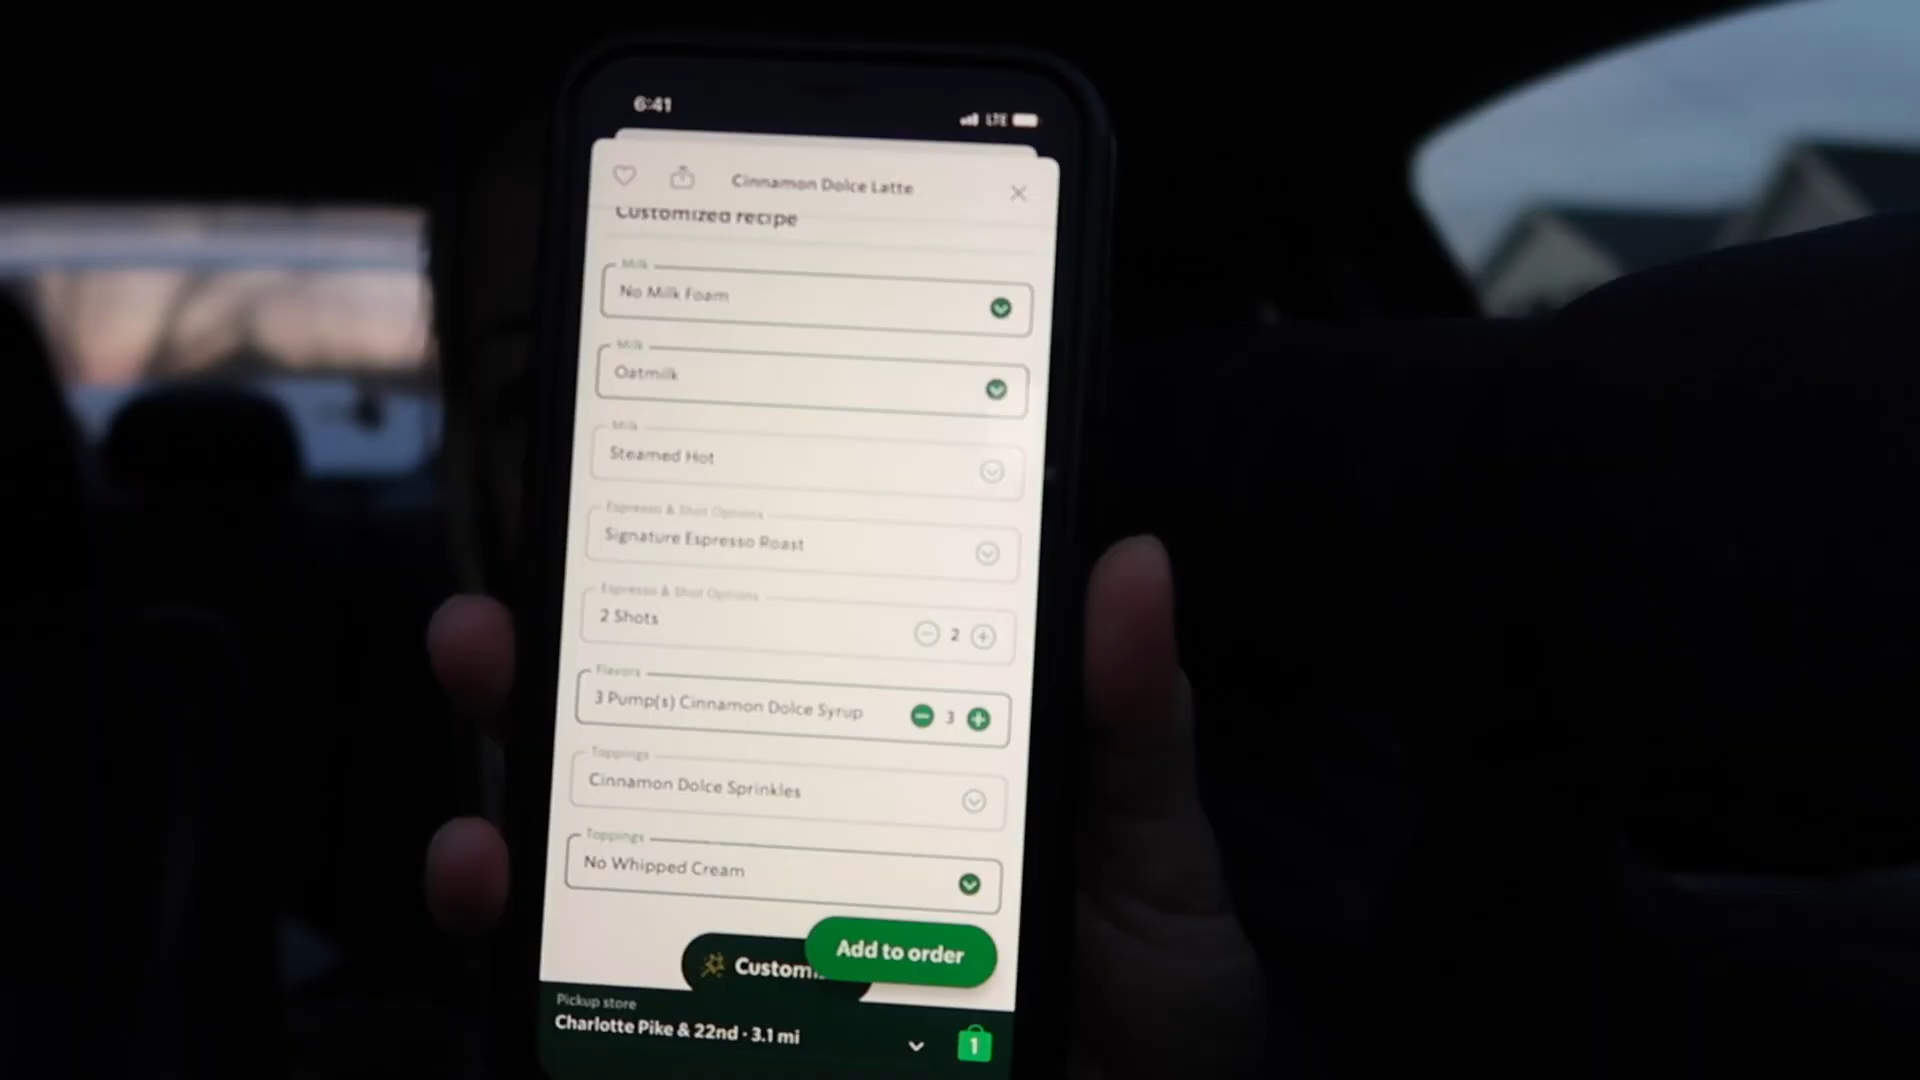 6:41
LTE
Cinnamon Dolce Latte
Customized recipe
Milk
No Milk Foam
Milk
Oatmilk
Milk
Steamed Hot
Espresso & Shot Options
Signature Espresso Roast
Espresso & Shot Options
2 Shots
2
Flavors
3 Pump(s) Cinnamon Dolce Syrup
3
Toppings
Cinnamon Dolce Sprinkles
Toppings
No Whipped Cream
Add to order
Customi
Pickup store
Charlotte Pike & 22nd · 3.1 mi
1